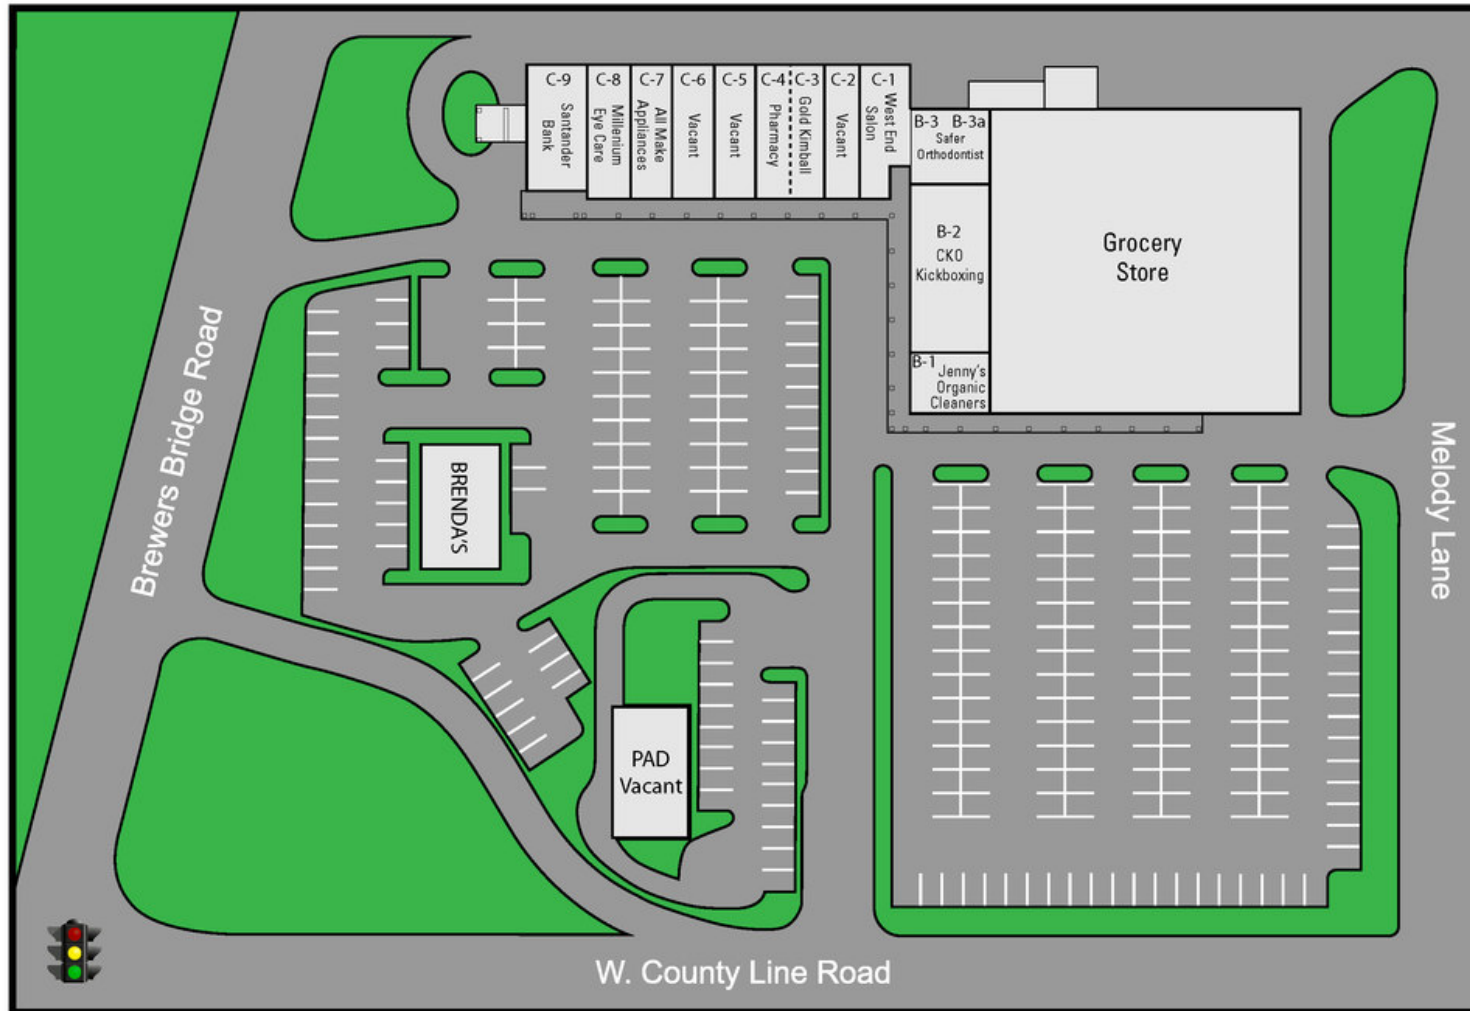 C-9
Santander
Bank
C-8
Millenium
Eye Care
C-7
All Make
Appliances
C-6
Vacant
C-5
Vacant
C-4
Pharmacy
C-3
Gold Kimball
C-2
Vacant
C-1
West End
Salon
B-3 B-3a
Safer
Orthodontist
B-2
CKO
Kickboxing
B-1
Jenny's
Organic
Cleaners
Grocery
Store
Brewers Bridge Road
BRENDA'S
Melody Lane
PAD
Vacant
W. County Line Road